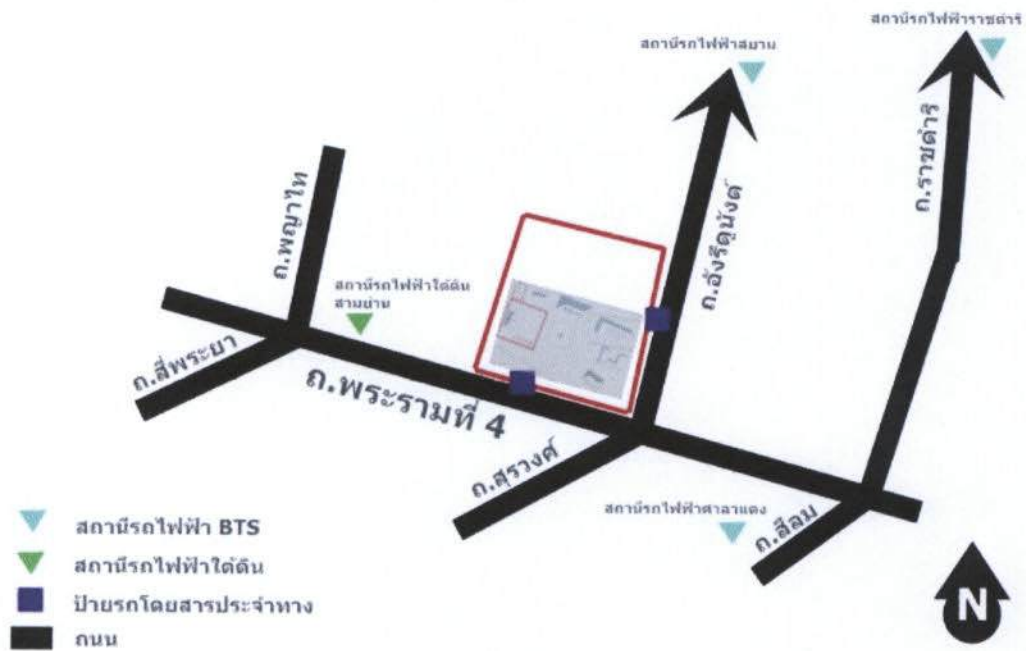 สถานีรถไฟฟ้าราชดำริ
สถานีรถไฟฟ้าสยาม
ถ.ราชดำริ
ถ.พญาไท
ถ.อังรีดูนังต์
สถานีรถไฟฟ้าใต้ดิน
สามย่าน
ถ.สี่พระยา
ถ.พระรามที่ 4
ถ.สุรวงศ์
สถานีรถไฟฟ้าศาลาแดง
ถ.สีลม
สถานีรถไฟฟ้า BTS
สถานีรถไฟฟ้าใต้ดิน
ป้ายรถโดยสารประจำทาง
ถนน
N